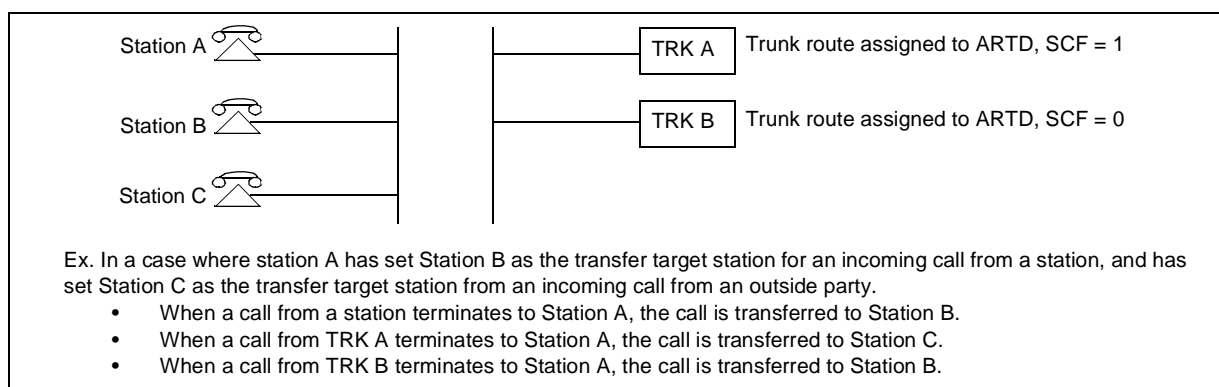 Station A
TRK A
Trunk route assigned to ARTD, SCF = 1
Station B
TRK B
Trunk route assigned to ARTD, SCF = 0
Station C
Ex. In a case where station A has set Station B as the transfer target station for an incoming call from a station, and has
set Station C as the transfer target station from an incoming call from an outside party.
• When a call from a station terminates to Station A, the call is transferred to Station B.
• When a call from TRK A terminates to Station A, the call is transferred to Station C.
• When a call from TRK B terminates to Station A, the call is transferred to Station B.